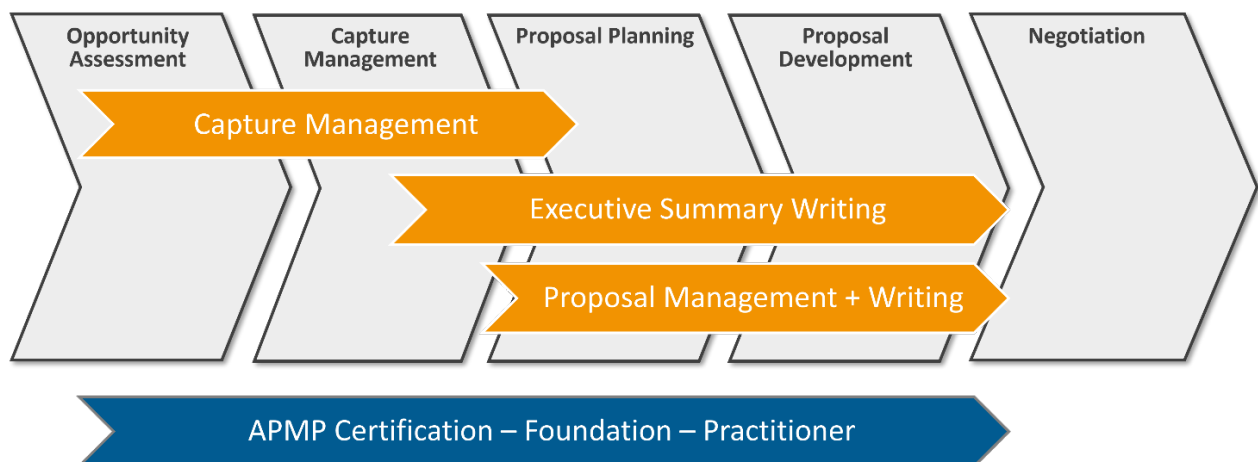 Opportunity
Assessment
Capture
Management
Proposal Planning
Proposal
Development
Negotiation
Capture Management
Executive Summary Writing
Proposal Management + Writing
APMP Certification – Foundation – Practitioner